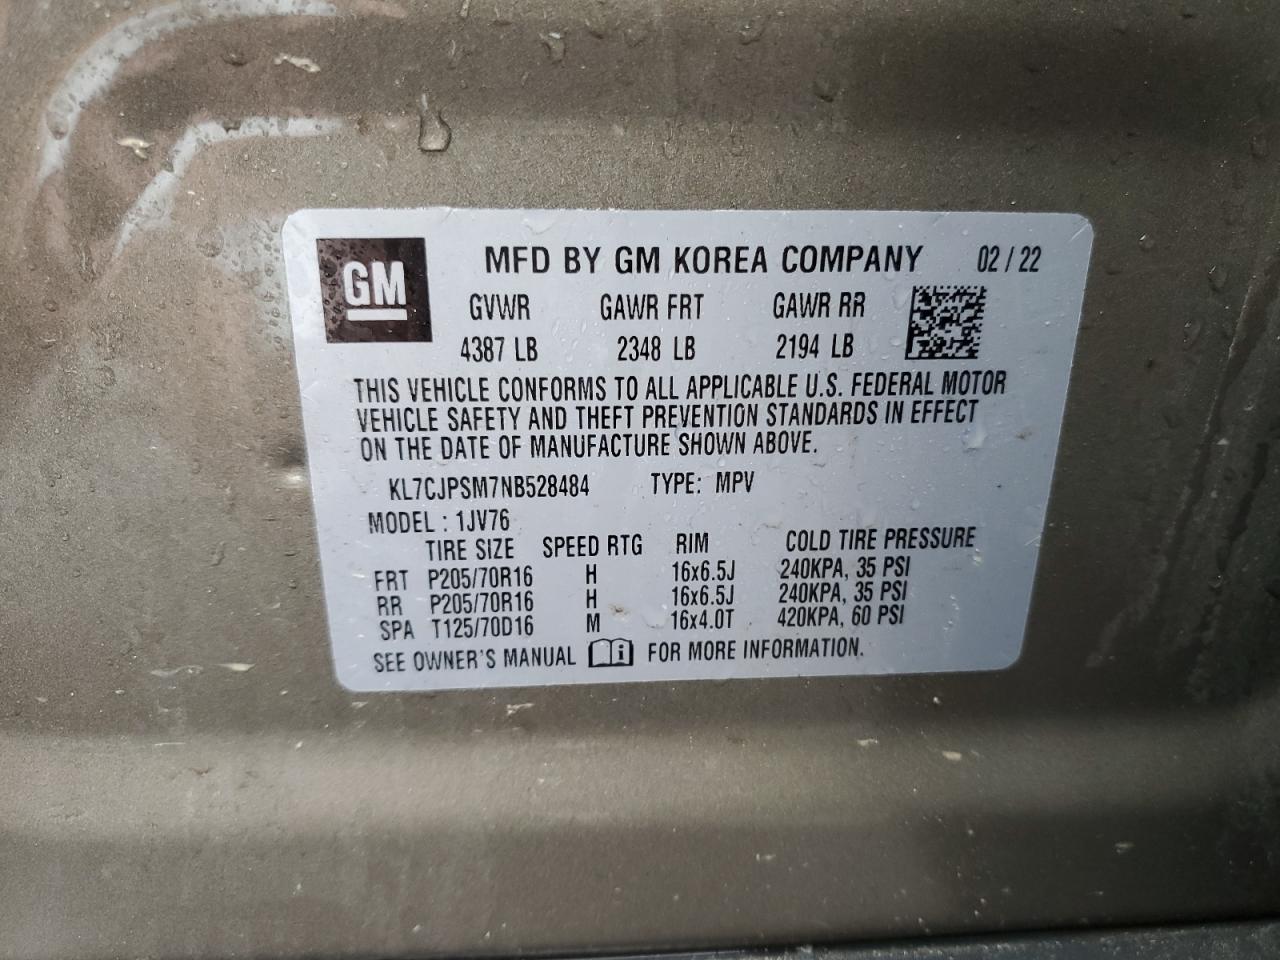 GM
MFD BY GM KOREA COMPANY 02 / 22
GVWR GAWR FRT GAWR RR
4387 LB 2348 LB 2194 LB
THIS VEHICLE CONFORMS TO ALL APPLICABLE U.S. FEDERAL MOTOR
VEHICLE SAFETY AND THEFT PREVENTION STANDARDS IN EFFECT
ON THE DATE OF MANUFACTURE SHOWN ABOVE.
KL7CJPSM7NB528484 TYPE: MPV
MODEL : 1JV76
TIRE SIZE SPEED RTG RIM COLD TIRE PRESSURE
FRT P205/70R16 H 16x6.5J 240KPA, 35 PSI
RR P205/70R16 H 16x6.5J 240KPA, 35 PSI
SPA T125/70D16 M 16x4.0T 420KPA, 60 PSI
SEE OWNER'S MANUAL i FOR MORE INFORMATION.